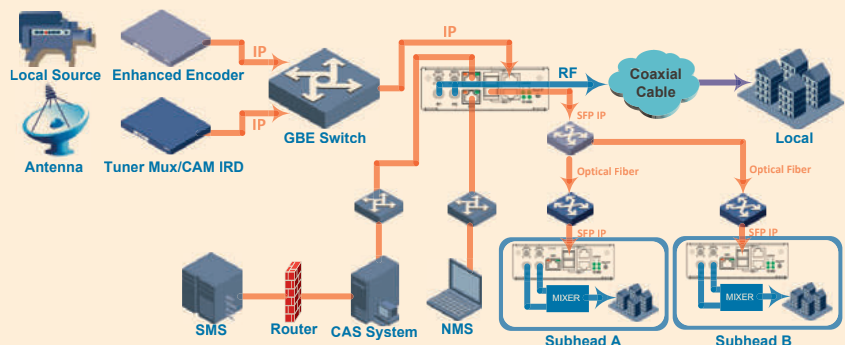 IP
IP
RF
Coaxial
Cable
Local Source
Enhanced Encoder
SFP IP
IP
GBE Switch
Local
Antenna
Tuner Mux/CAM IRD
Optical Fiber
Optical Fiber
SFP IP
SFP IP
MIXER
MIXER
SMS
Router
CAS System
NMS
Subhead A
Subhead B